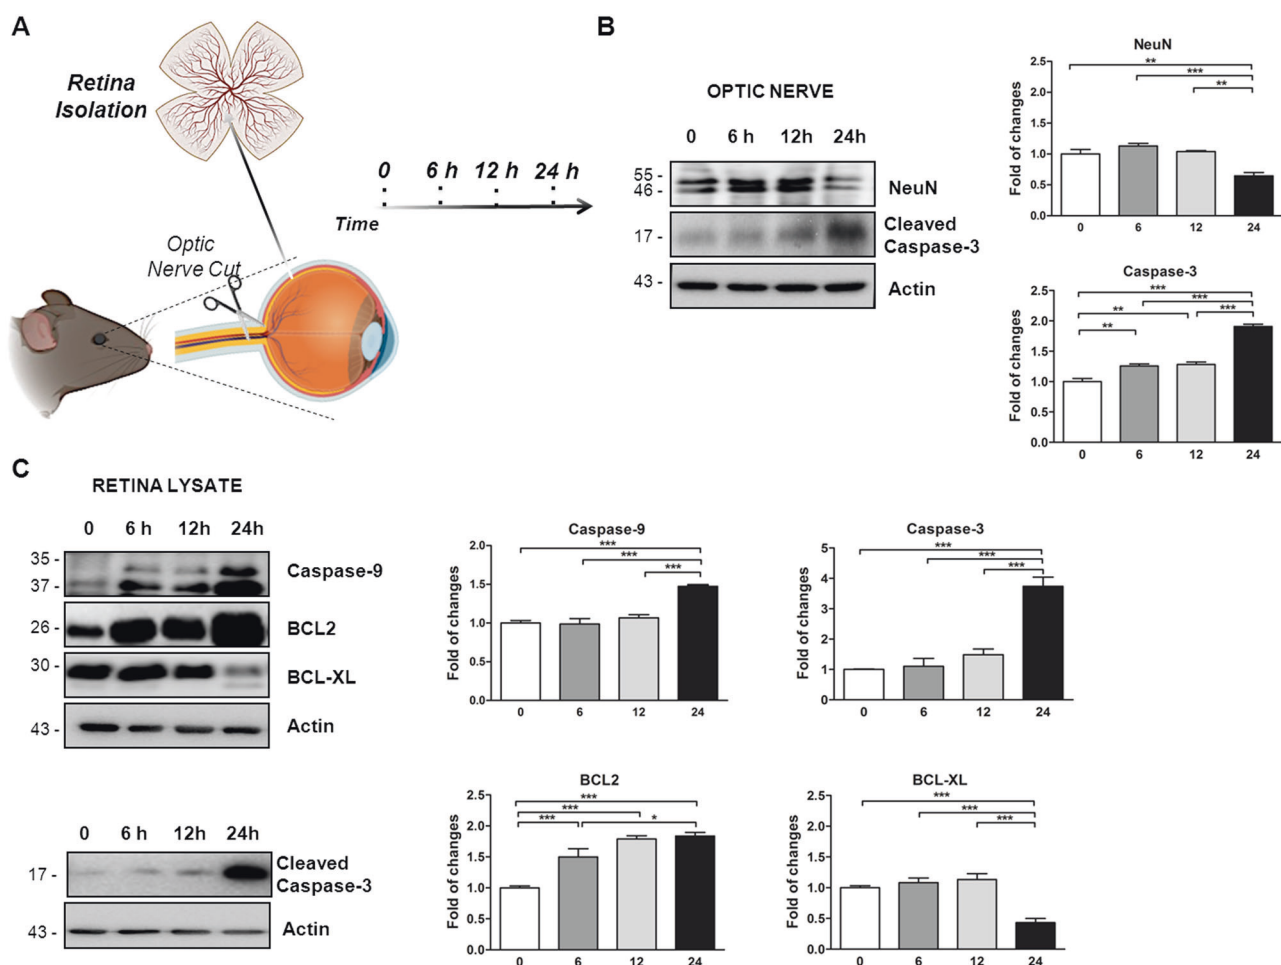 A
Retina
Isolation
0 6 h 12 h 24 h
Time
Optic
Nerve Cut
B
OPTIC NERVE
0 6 h 12h 24h
55 -
46 -
NeuN
17 -
Cleaved
Caspase-3
43 -
Actin
NeuN
**
***
**
Fold of changes
2.5
2.0
1.5
1.0
0.5
0.0
0 6 12 24
Caspase-3
***
***
** ***
**
Fold of changes
2.5
2.0
1.5
1.0
0.5
0.0
0 6 12 24
C
RETINA LYSATE
0 6 h 12h 24h
35 -
37 -
Caspase-9
26 -
BCL2
30 -
BCL-XL
43 -
Actin
0 6 h 12h 24h
17 -
Cleaved
Caspase-3
43 -
Actin
Caspase-9
***
***
***
Fold of changes
2.0
1.5
1.0
0.5
0.0
0 6 12 24
Caspase-3
***
***
***
Fold of changes
5
4
2
1
0
0 6 12 24
BCL2
***
***
*** *
Fold of changes
2.5
2.0
1.5
1.0
0.5
0.0
0 6 12 24
BCL-XL
***
***
***
Fold of changes
2.5
2.0
1.5
1.0
0.5
0.0
0 6 12 24